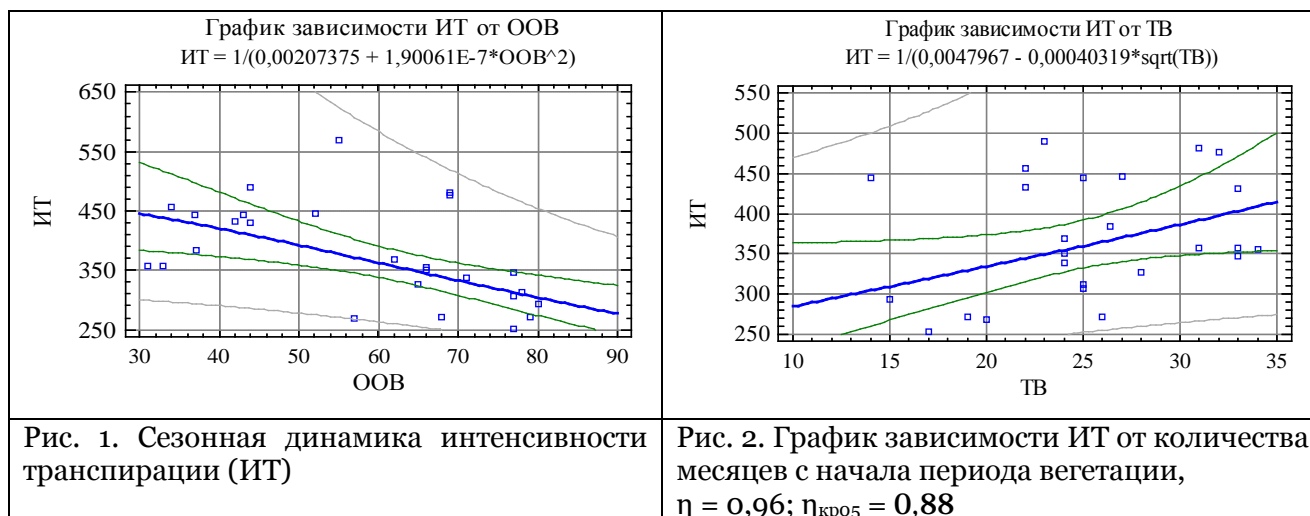 График зависимости ИТ от ООВ
ИТ = 1/(0,00207375 + 1,90061E-7*ООВ^2)
650
550
450
350
250
ИТ
30 40 50 60 70 80 90
ООВ
График зависимости ИТ от ТВ
ИТ = 1/(0,0047967 - 0,00040319*sqrt(ТВ))
550
500
450
400
350
300
250
ИТ
10 15 20 25 30 35
ТВ
Рис. 1. Сезонная динамика интенсивности
транспирации (ИТ)
Рис. 2. График зависимости ИТ от количества
месяцев с начала периода вегетации,
η = 0,96; ηкр05 = 0,88